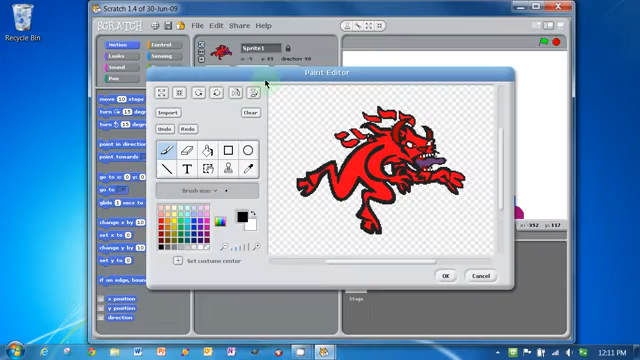 Recycle Bin
Scratch 1.4 of 30-Jun-09
SCRATCH
File Edit Share Help
Motion Control
Looks Sensing
Sound
Pen
Sprite1
direction
Paint Editor
move 10 steps
turn 15
turn 15
point in direction
point towards
go to x: 0 y: 0
go to
glide 1 secs to
change x by 10
set x to 0
change y by 10
set y to 0
if on edge, bounce
x position
y position
direction
Import Clear
Undo Redo
T
Brush size:
Set costume center
OK Cancel
y: 117
Stage
12:11 PM